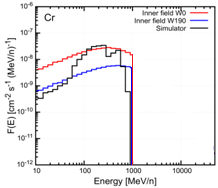 Cr
Inner field W0
Inner field W190
Simulator
F(E) [cm⁻² s⁻¹ (MeV/n)⁻¹]
10⁻⁶
10⁻⁷
10⁻⁸
10⁻⁹
10⁻¹⁰
10⁻¹¹
10⁻¹²
10 100 1000 10000
Energy [MeV/n]